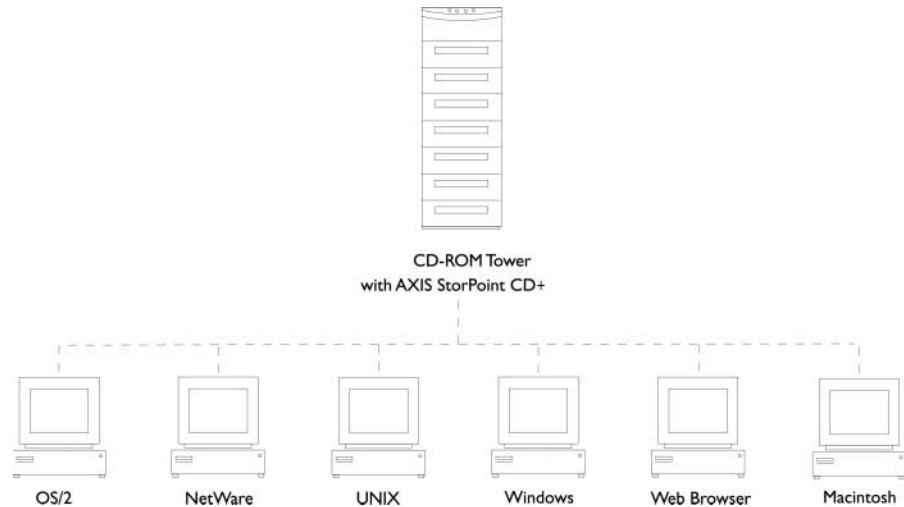 CD-ROM Tower
with AXIS StorPoint CD+
OS/2
NetWare
UNIX
Windows
Web Browser
Macintosh